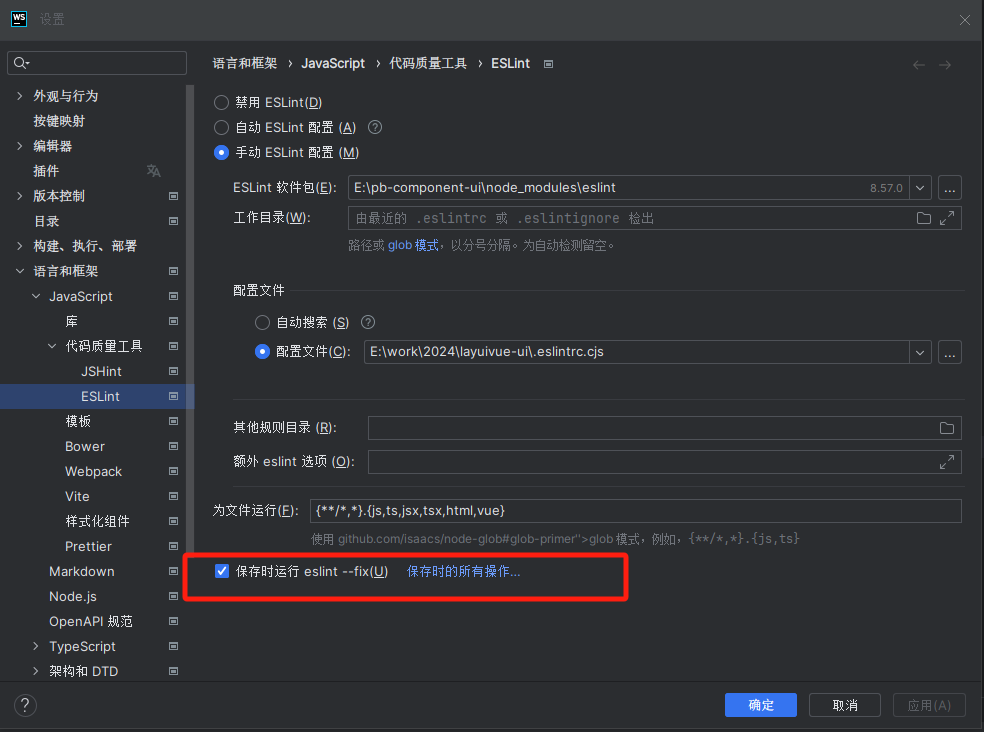 WS 设置
外观与行为
按键映射
编辑器
插件
版本控制
目录
构建、执行、部署
语言和框架
JavaScript
库
代码质量工具
JSHint
ESLint
模板
Bower
Webpack
Vite
样式化组件
Prettier
Markdown
Node.js
OpenAPI 规范
TypeScript
架构和 DTD
语言和框架 › JavaScript › 代码质量工具 › ESLint
禁用 ESLint(D)
自动 ESLint 配置 (A) ?
手动 ESLint 配置 (M)
ESLint 软件包(E): E:\pb-component-ui\node_modules\eslint 8.57.0 ...
工作目录(W): 由最近的 .eslintrc 或 .eslintignore 检出
路径或 glob 模式，以分号分隔。为自动检测留空。
配置文件
自动搜索 (S) ?
配置文件(C): E:\work\2024\layuivue-ui\.eslintrc.cjs ...
其他规则目录 (R):
额外 eslint 选项 (O):
为文件运行(F): {**/*,*}.{js,ts,jsx,tsx,html,vue}
使用 github.com/isaacs/node-glob#glob-primer">glob 模式，例如，{**/*,*}.{js,ts}
保存时运行 eslint --fix(U) 保存时的所有操作...
? 确定 取消 应用(A)